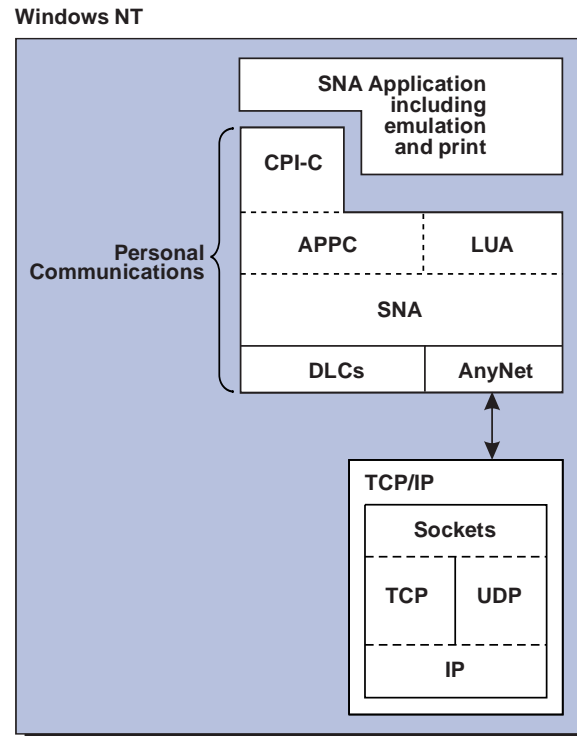 Windows NT
SNA Application
including
emulation
and print
CPI-C
APPC
LUA
Personal
Communications
SNA
DLCs
AnyNet
TCP/IP
Sockets
TCP
UDP
IP